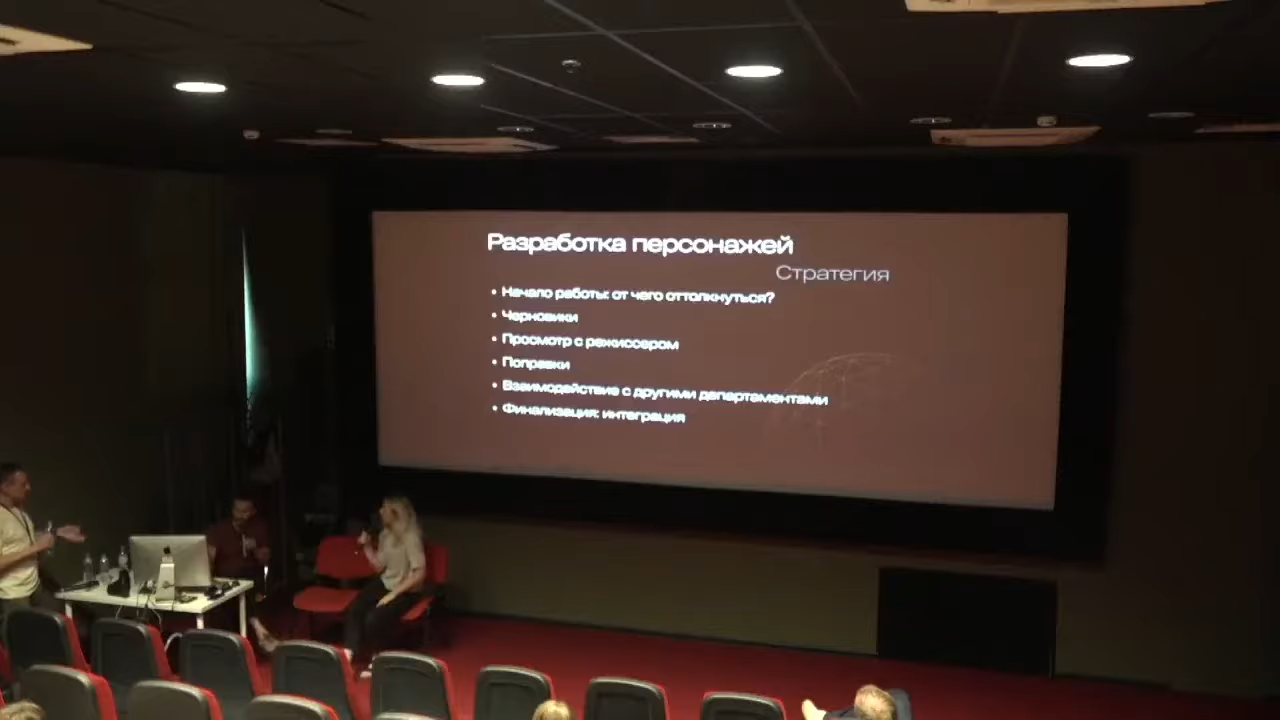 Разработка персонажей
Стратегия
• Начало работы: от чего оттолкнуться?
• Черновики
• Просмотр с режиссером
• Поправки
• Взаимодействие с другими департаментами
• Финализация: интеграция